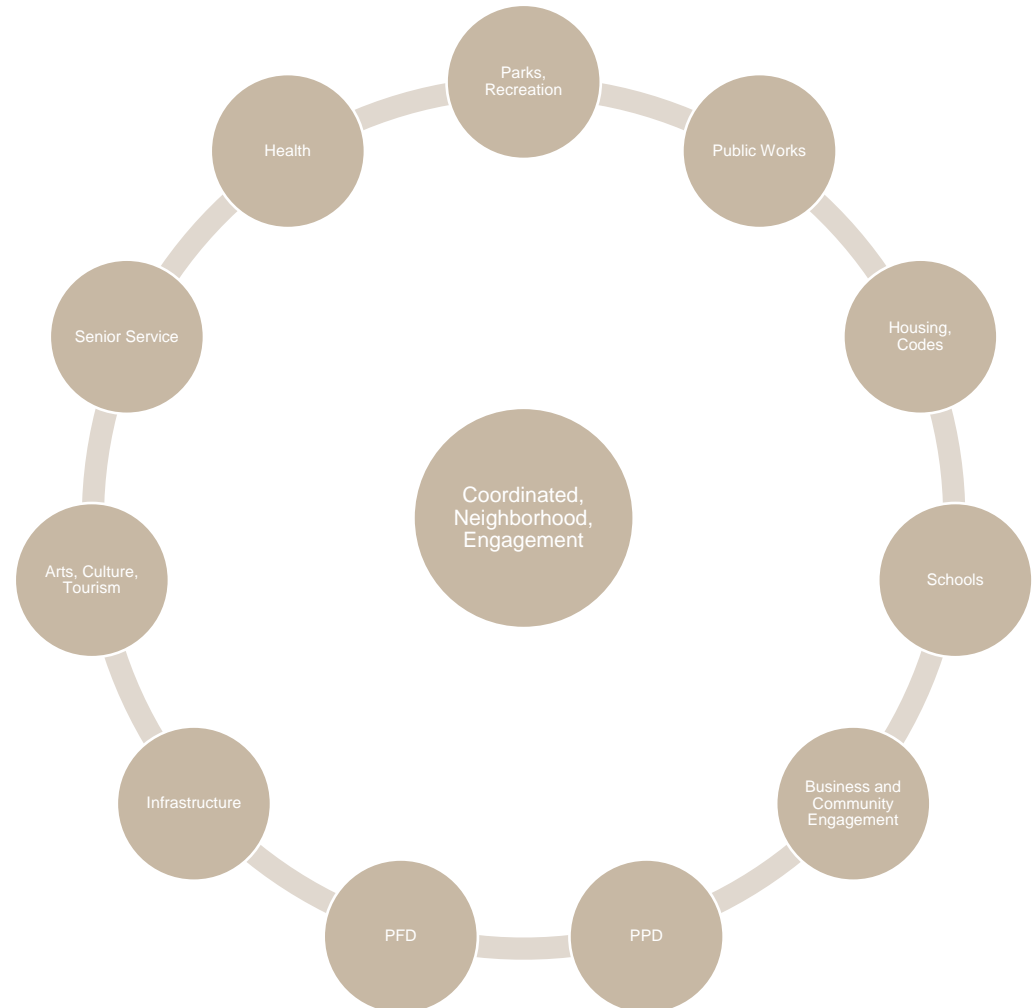 Parks,
Recreation
Public Works
Housing,
Codes
Schools
Business and
Community
Engagement
PPD
PFD
Infrastructure
Arts, Culture,
Tourism
Senior Service
Health
Coordinated,
Neighborhood,
Engagement